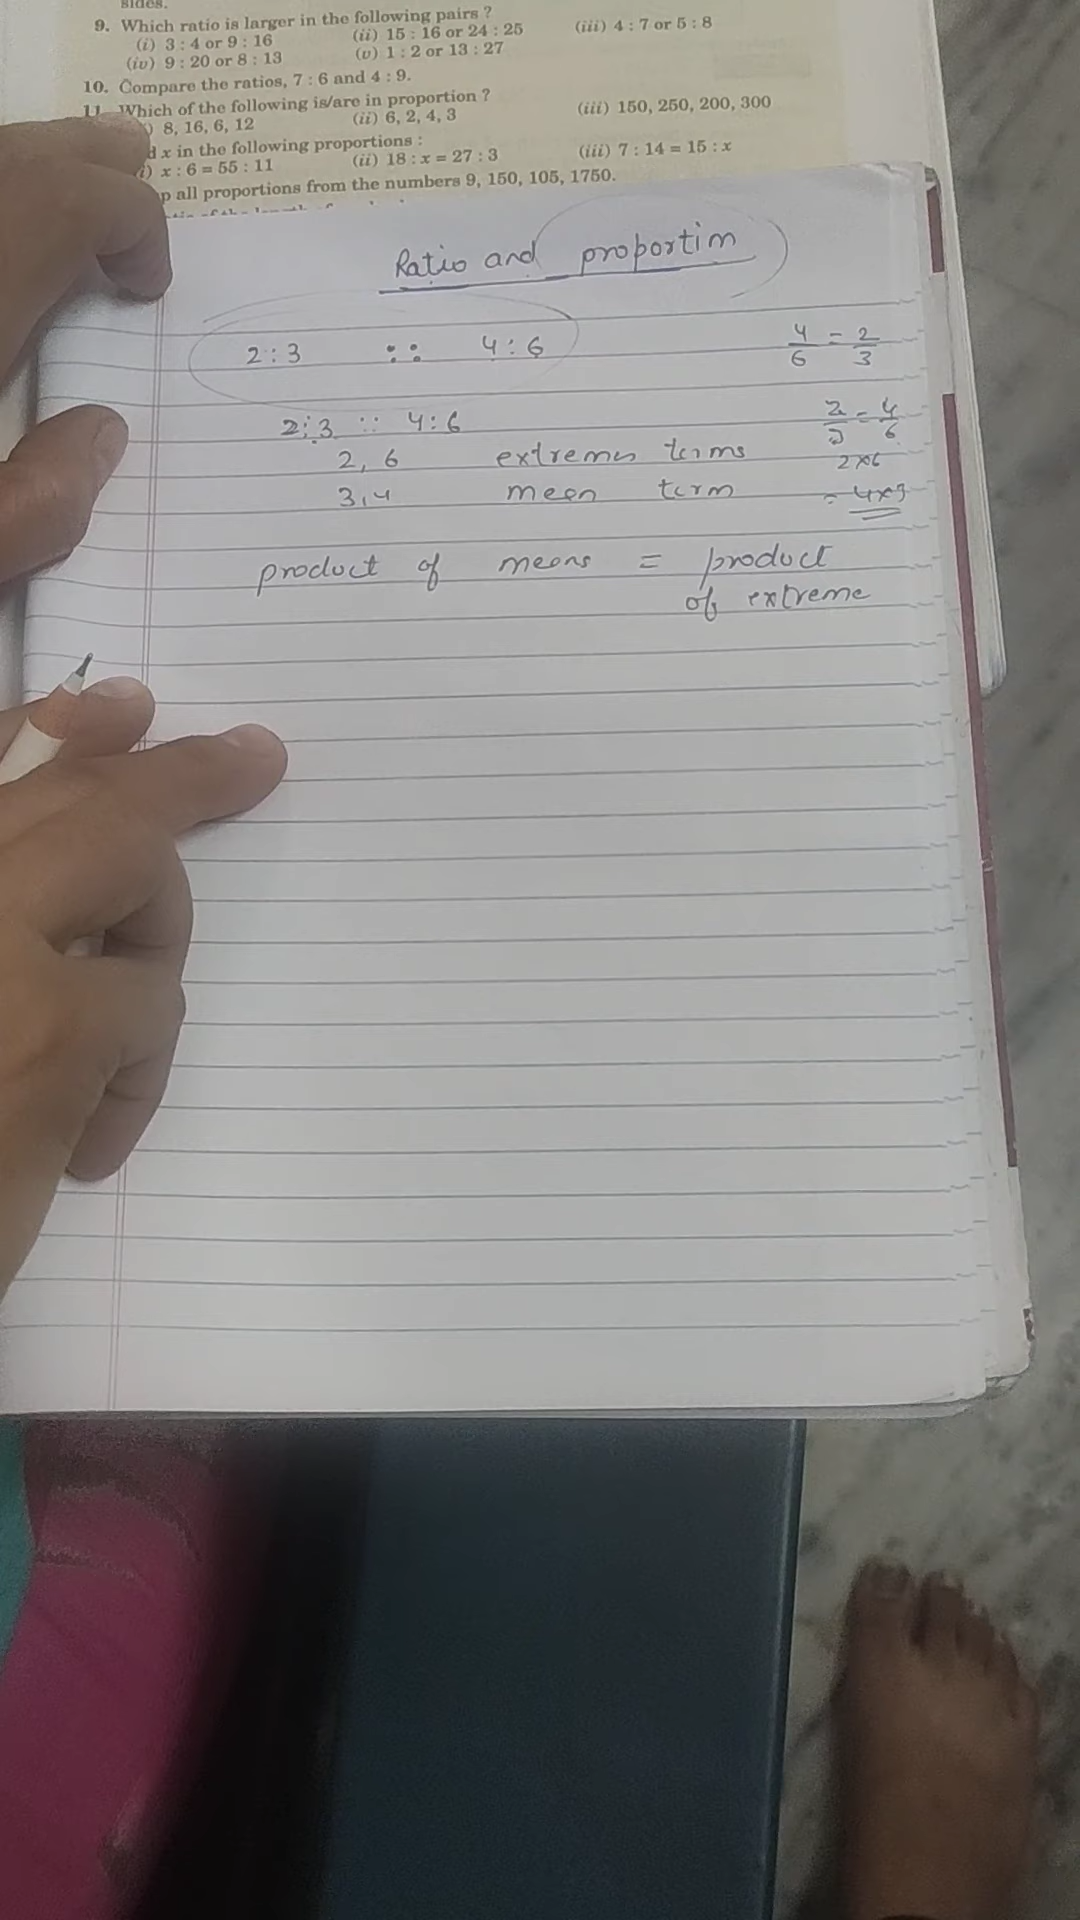 sides.
9. Which ratio is larger in the following pairs ?
(i) 3 : 4 or 9 : 16 (ii) 15 : 16 or 24 : 25 (iii) 4 : 7 or 5 : 8
(iv) 9 : 20 or 8 : 13 (v) 1 : 2 or 13 : 27
10. Compare the ratios, 7 : 6 and 4 : 9.
11. Which of the following is/are in proportion ?
) 8, 16, 6, 12 (ii) 6, 2, 4, 3 (iii) 150, 250, 200, 300
d x in the following proportions :
i) x : 6 = 55 : 11 (ii) 18 : x = 27 : 3 (iii) 7 : 14 = 15 : x
p all proportions from the numbers 9, 150, 105, 1750.
Ratio and proportion
2 : 3 :: 4 : 6 4/6 = 2/3
2 : 3 :: 4 : 6 2/3 = 4/6
2, 6 extremes terms 2×6
3, 4 mean term = 4×3
product of means = product
of extreme